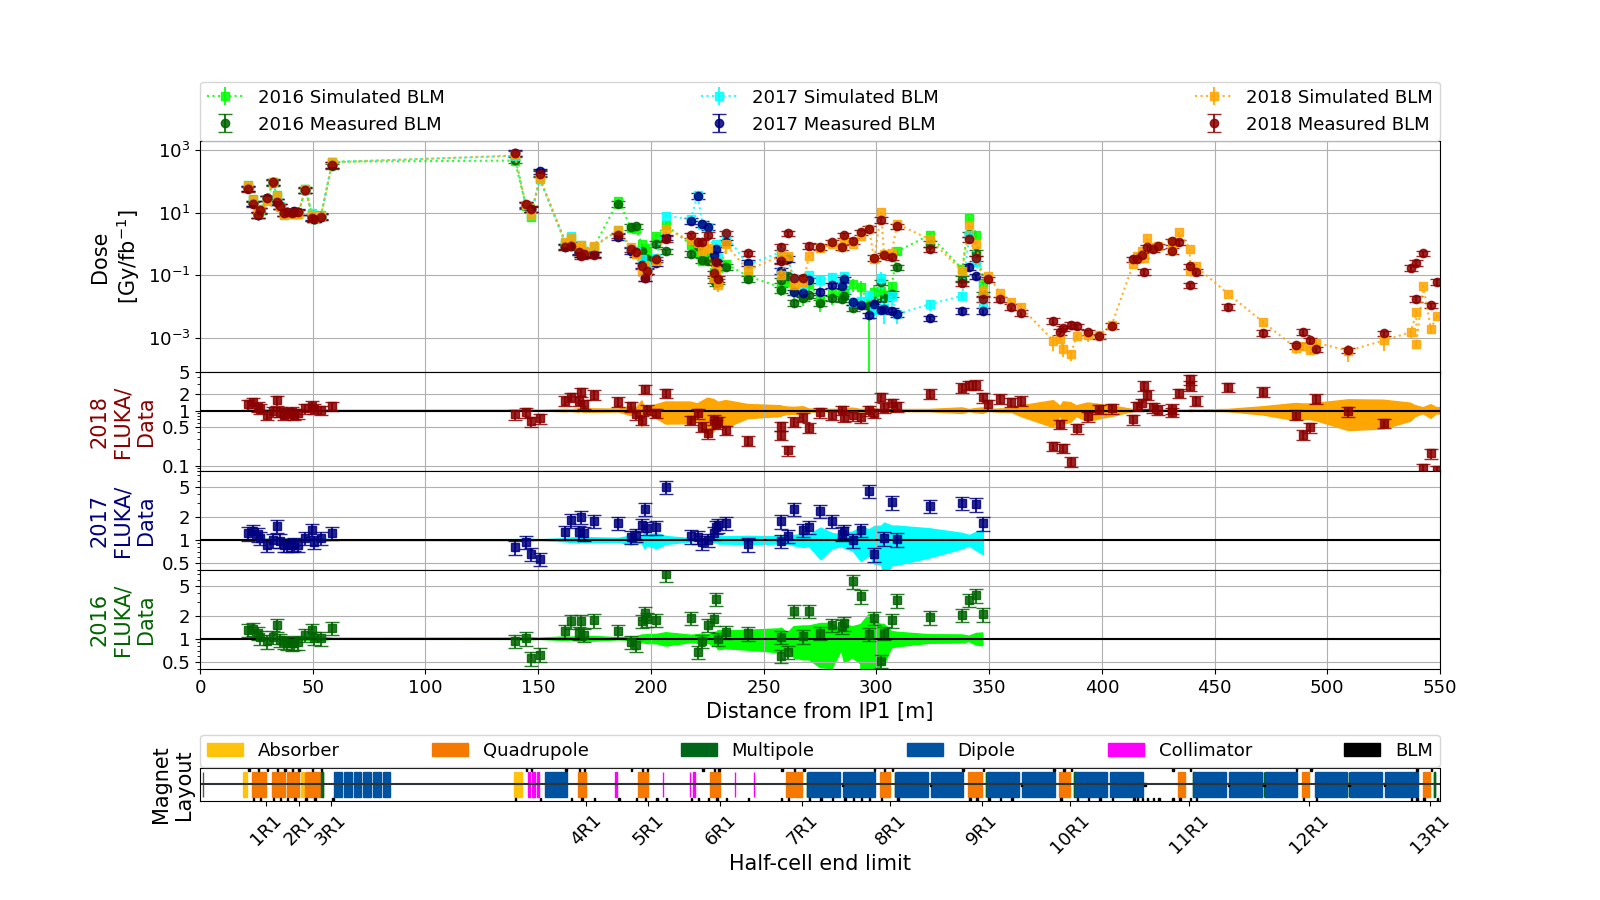 2016 Simulated BLM 2017 Simulated BLM 2018 Simulated BLM
2016 Measured BLM 2017 Measured BLM 2018 Measured BLM
Dose
[Gy/fb⁻¹]
10³
10¹
10⁻¹
10⁻³
2018
FLUKA/
Data
5
2
1
0.5
0.1
2017
FLUKA/
Data
5
2
1
0.5
2016
FLUKA/
Data
5
2
1
0.5
0 50 100 150 200 250 300 350 400 450 500 550
Distance from IP1 [m]
Absorber Quadrupole Multipole Dipole Collimator BLM
Magnet
Layout
1R1 2R1 3R1 4R1 5R1 6R1 7R1 8R1 9R1 10R1 11R1 12R1 13R1
Half-cell end limit